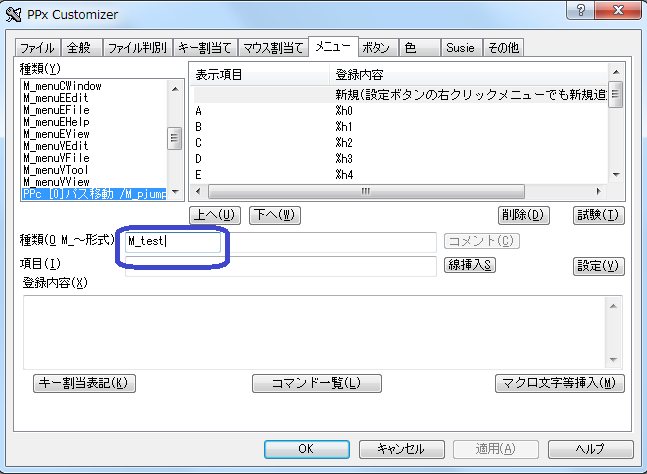 PPx Customizer
ファイル 全般 ファイル判別 キー割当て マウス割当て メニュー ボタン 色 Susie その他
種類(Y)
M_menuCWindow
M_menuEEdit
M_menuEFile
M_menuEHelp
M_menuEView
M_menuVEdit
M_menuVFile
M_menuVTool
M_menuVView
PPc [O]パス移動 /M_pjump
表示項目 登録内容
新規(設定ボタンの右クリックメニューでも新規追
A %h0
B %h1
C %h2
D %h3
E %h4
上へ(U) 下へ(W) 削除(D) 試験(T)
種類(Q M_～形式) M_test コメント(C)
項目(I) 線挿入S 設定(V)
登録内容(X)
キー割当表記(K) コマンド一覧(L) マクロ文字等挿入(M)
OK キャンセル 適用(A) ヘルプ